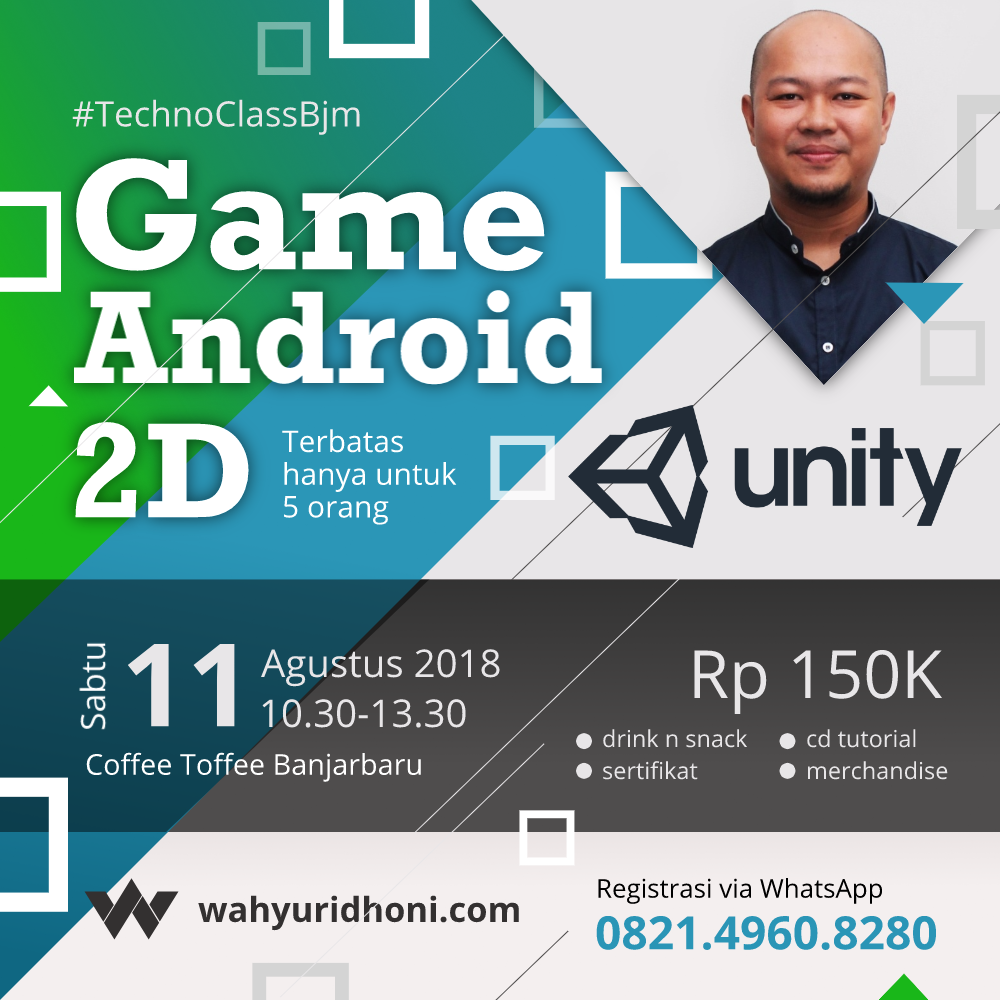 #TechnoClassBjm
Game
Android
2D
Terbatas
hanya untuk
5 orang
unity
Sabtu
11
Agustus 2018
10.30-13.30
Coffee Toffee Banjarbaru
Rp 150K
drink n snack
cd tutorial
sertifikat
merchandise
wahyuridhoni.com
Registrasi via WhatsApp
0821.4960.8280